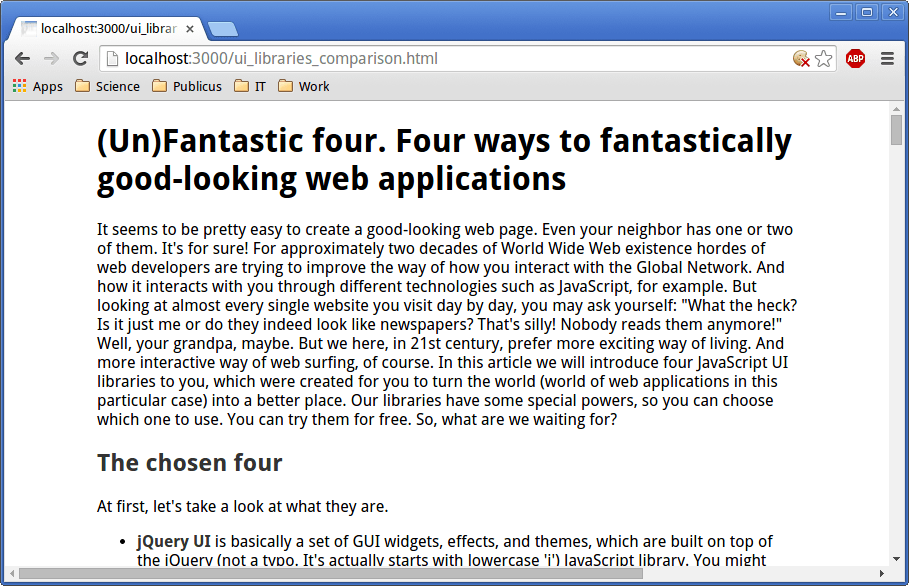 localhost:3000/ui_librar
localhost:3000/ui_libraries_comparison.html
ABP
Apps Science Publicus IT Work
(Un)Fantastic four. Four ways to fantastically
good-looking web applications
It seems to be pretty easy to create a good-looking web page. Even your neighbor has one or two
of them. It's for sure! For approximately two decades of World Wide Web existence hordes of
web developers are trying to improve the way of how you interact with the Global Network. And
how it interacts with you through different technologies such as JavaScript, for example. But
looking at almost every single website you visit day by day, you may ask yourself: "What the heck?
Is it just me or do they indeed look like newspapers? That's silly! Nobody reads them anymore!"
Well, your grandpa, maybe. But we here, in 21st century, prefer more exciting way of living. And
more interactive way of web surfing, of course. In this article we will introduce four JavaScript UI
libraries to you, which were created for you to turn the world (world of web applications in this
particular case) into a better place. Our libraries have some special powers, so you can choose
which one to use. You can try them for free. So, what are we waiting for?
The chosen four
At first, let's take a look at what they are.
• jQuery UI is basically a set of GUI widgets, effects, and themes, which are built on top of
the jQuery (not a typo. It's actually starts with lowercase 'j') JavaScript library. You might